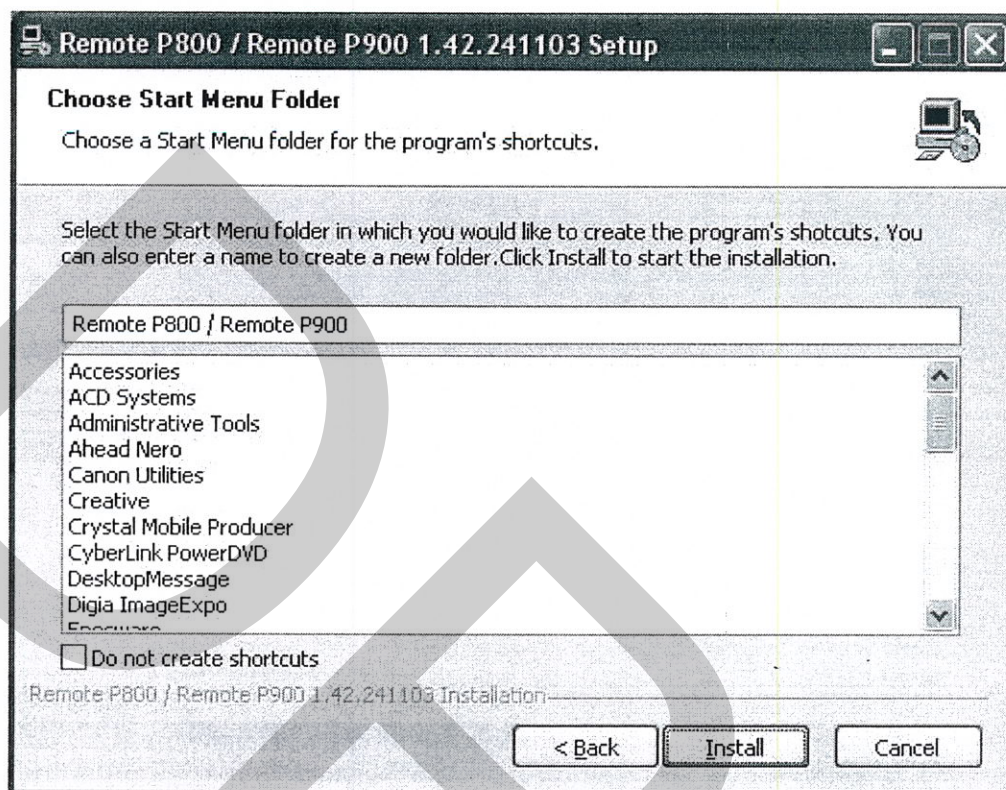 Remote P800 / Remote P900 1.42.241103 Setup
Choose Start Menu Folder
Choose a Start Menu folder for the program's shortcuts.
Select the Start Menu folder in which you would like to create the program's shotcuts. You
can also enter a name to create a new folder.Click Install to start the installation.
Remote P800 / Remote P900
Accessories
ACD Systems
Administrative Tools
Ahead Nero
Canon Utilities
Creative
Crystal Mobile Producer
CyberLink PowerDVD
DesktopMessage
Digia ImageExpo
Do not create shortcuts
Remote P800 / Remote P900 1.42.241103 Installation
< Back
Install
Cancel